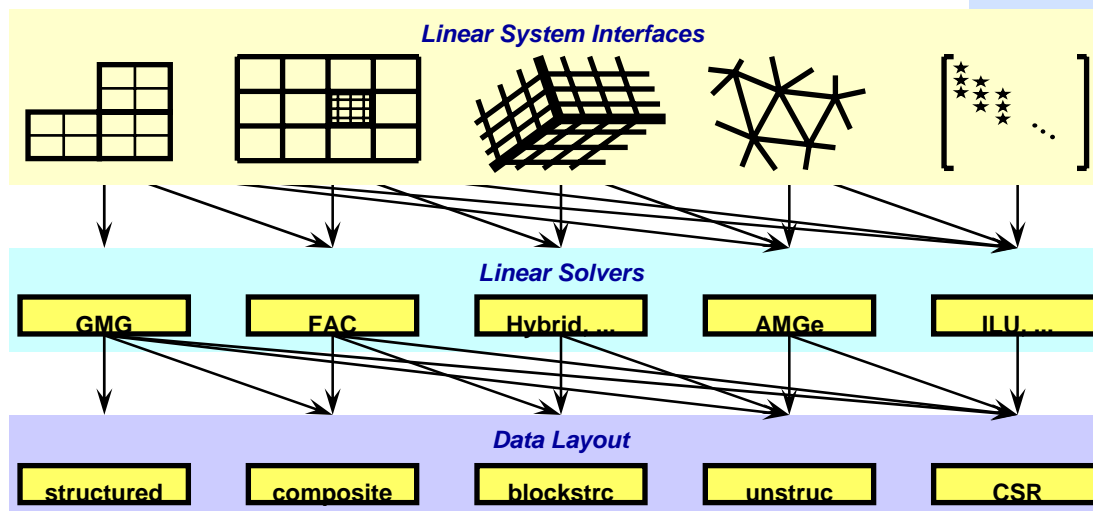 Linear System Interfaces
Linear Solvers
GMG
FAC
Hybrid, ...
AMGe
ILU, ...
Data Layout
structured
composite
blockstrc
unstruc
CSR